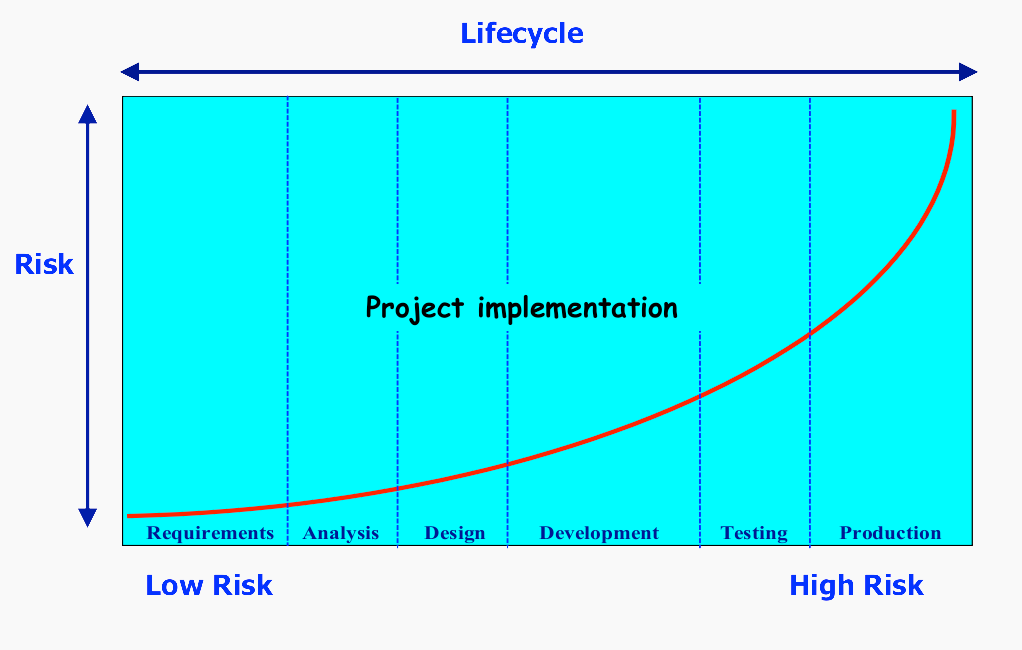 Lifecycle
Risk
Project implementation
Requirements Analysis Design Development Testing Production
Low Risk High Risk